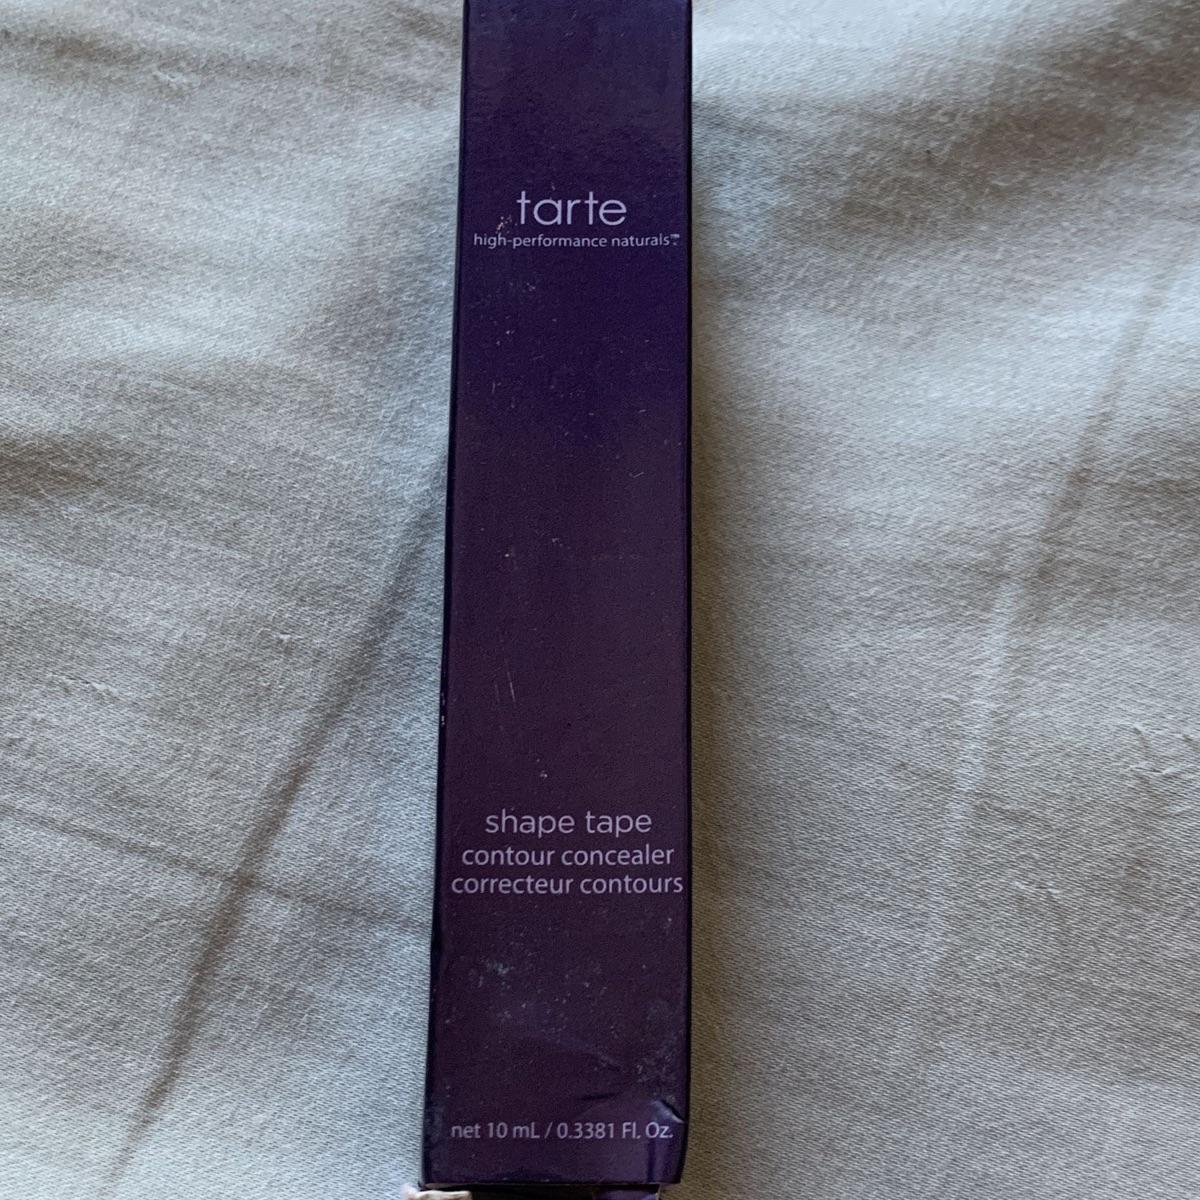 tarte
high-performance naturals™
shape tape
contour concealer
correcteur contours
net 10 mL / 0.3381 Fl. Oz.